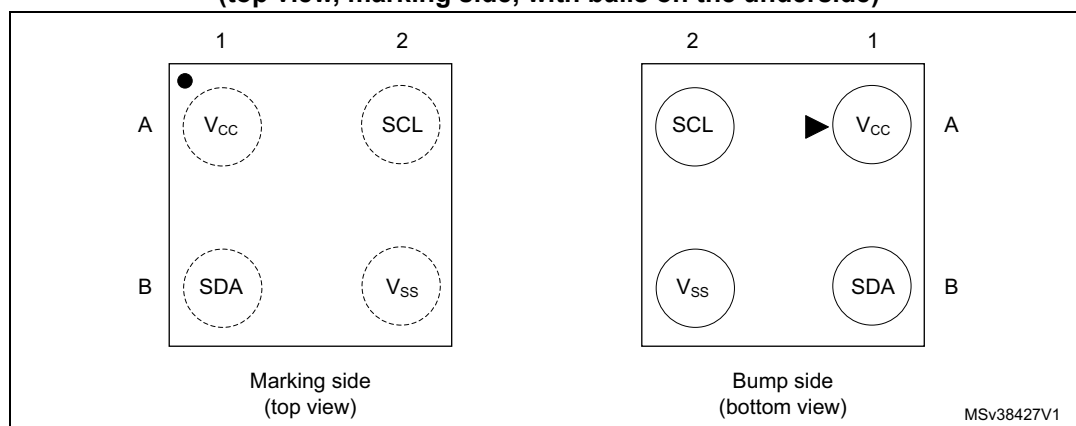 (top view, marking side, with balls on the underside)
1 2 2 1
A VCC SCL SCL VCC A
B SDA VSS VSS SDA B
Marking side Bump side
(top view) (bottom view)
MSv38427V1